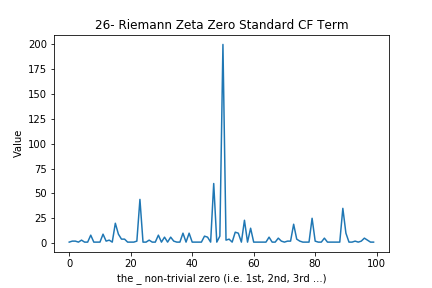 26- Riemann Zeta Zero Standard CF Term
200
175
150
125
100
75
50
25
0
Value
0 20 40 60 80 100
the _ non-trivial zero (i.e. 1st, 2nd, 3rd ...)